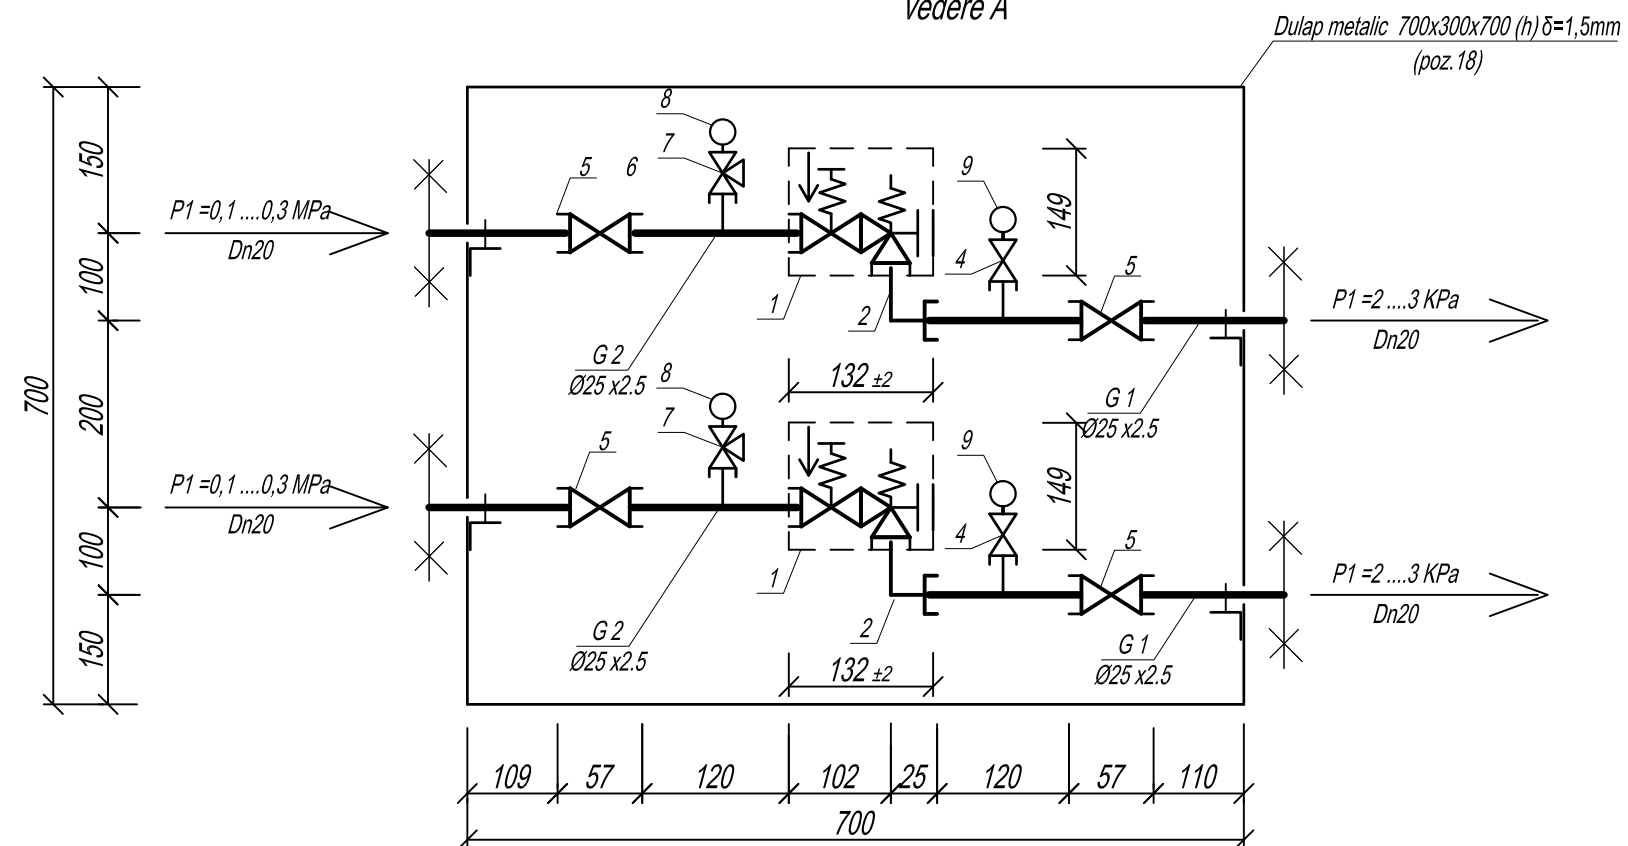 Vedere A
Dulap metalic 700x300x700 (h) δ=1,5mm
(poz.18)
8
7
5 6
9
150
149
P1 =0,1 ....0,3 MPa
Dn20
100
4
5
1
2
P1 =2 ....3 KPa
Dn20
G 2
Ø25 x2.5
8
132 ±2
G 1
Ø25 x2.5
700
200
7
5
9
149
P1 =0,1 ....0,3 MPa
Dn20
100
4
5
1
2
P1 =2 ....3 KPa
Dn20
G 2
Ø25 x2.5
132 ±2
G 1
Ø25 x2.5
150
109 57 120 102 25 120 57 110
700